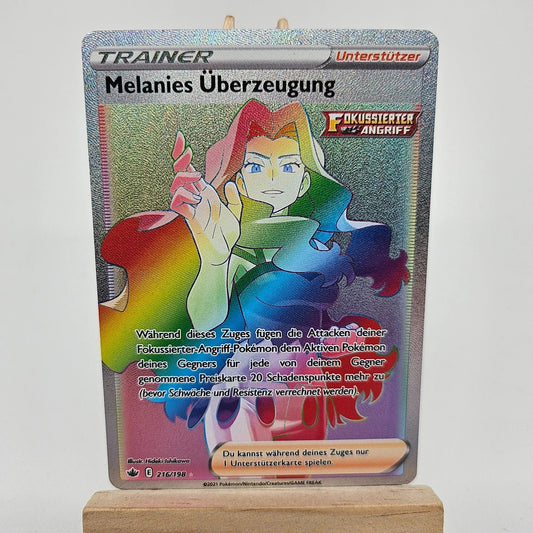 TRAINER
Unterstützer
Melanies Überzeugung
FOKUSSIERTER
ANGRIFF
Während dieses Zuges fügen die Attacken deiner
Fokussierter-Angriff-Pokémon dem Aktiven Pokémon
deines Gegners für jede von deinem Gegner
genommene Preiskarte 20 Schadenspunkte mehr zu
(bevor Schwäche und Resistenz verrechnet werden).
Illustr. Hideki Ishikawa
Du kannst während deines Zuges nur
1 Unterstützerkarte spielen.
E 216/198
©2021 Pokémon/Nintendo/Creatures/GAME FREAK